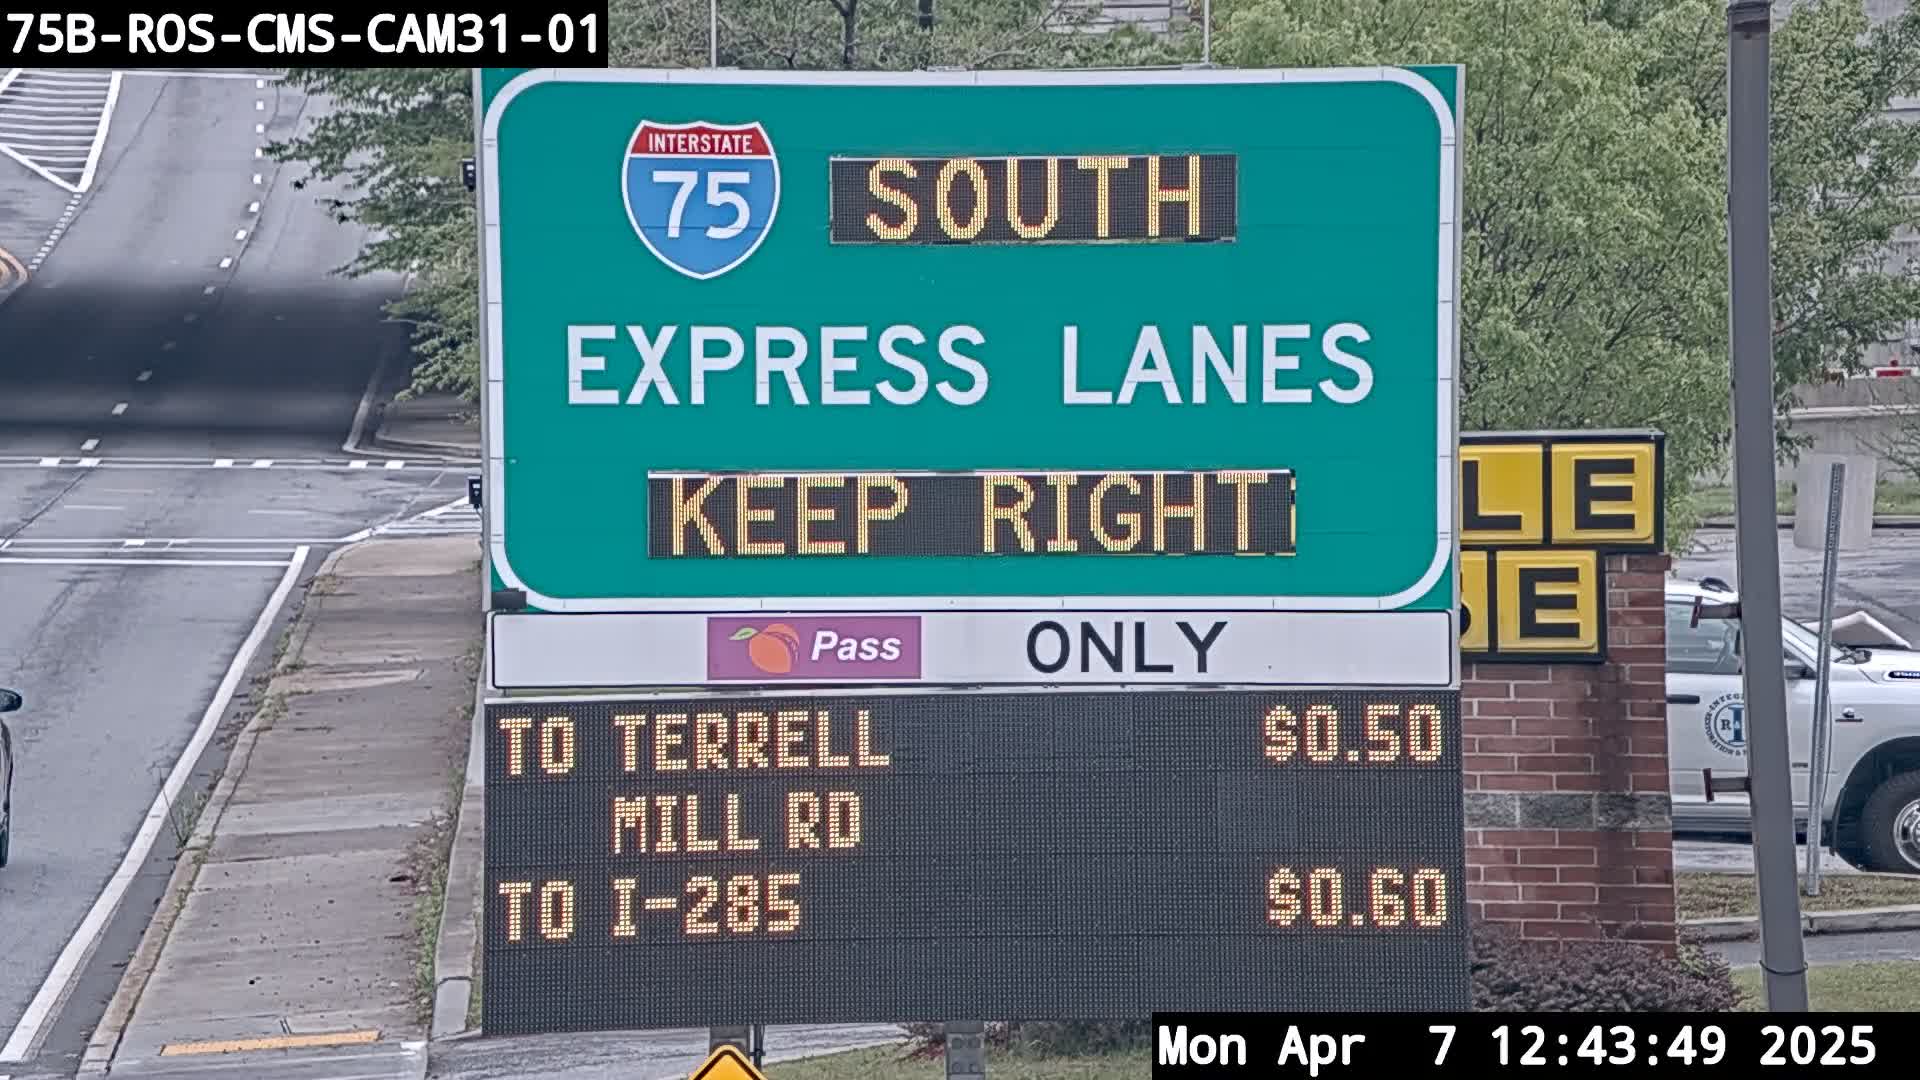 75B-ROS-CMS-CAM31-01
INTERSTATE
75
SOUTH
EXPRESS LANES
KEEP RIGHT
Pass ONLY
TO TERRELL $0.50
MILL RD
TO I-285 $0.60
LE
E
Mon Apr 7 12:43:49 2025